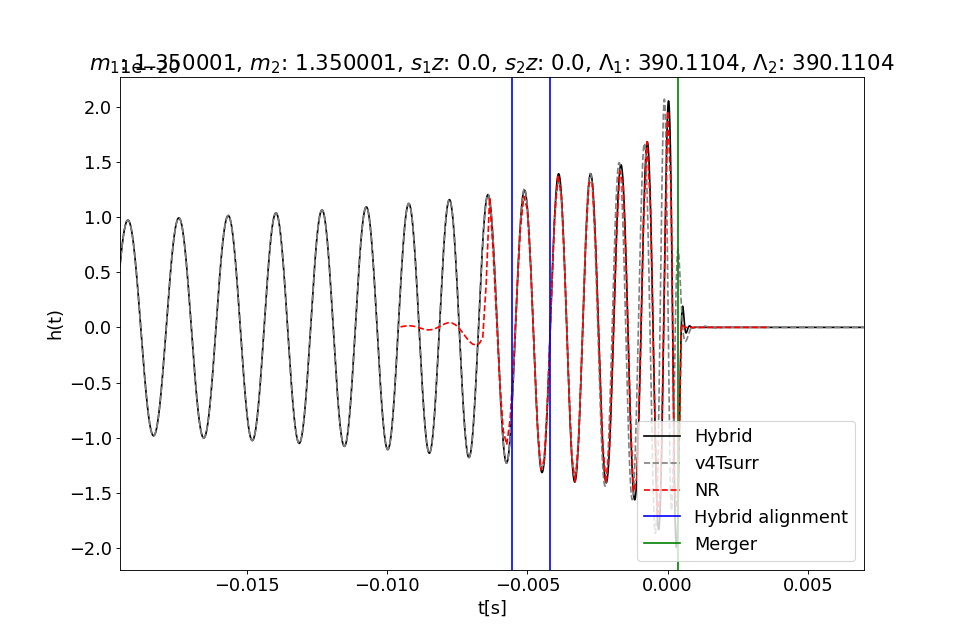 m₁: 1.350001, m₂: 1.350001, s₁z: 0.0, s₂z: 0.0, Λ₁: 390.1104, Λ₂: 390.1104
1e−20
2.0
1.5
1.0
0.5
0.0
−0.5
−1.0
−1.5
−2.0
h(t)
Hybrid
v4Tsurr
NR
Hybrid alignment
Merger
−0.015
−0.010
−0.005
0.000
0.005
t[s]